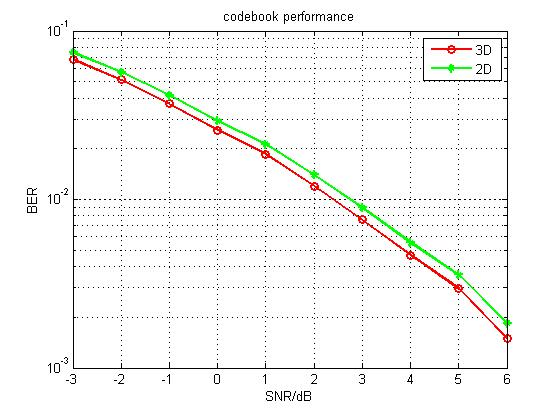 codebook performance
3D
2D
10^-1
10^-2
10^-3
BER
-3 -2 -1 0 1 2 3 4 5 6
SNR/dB